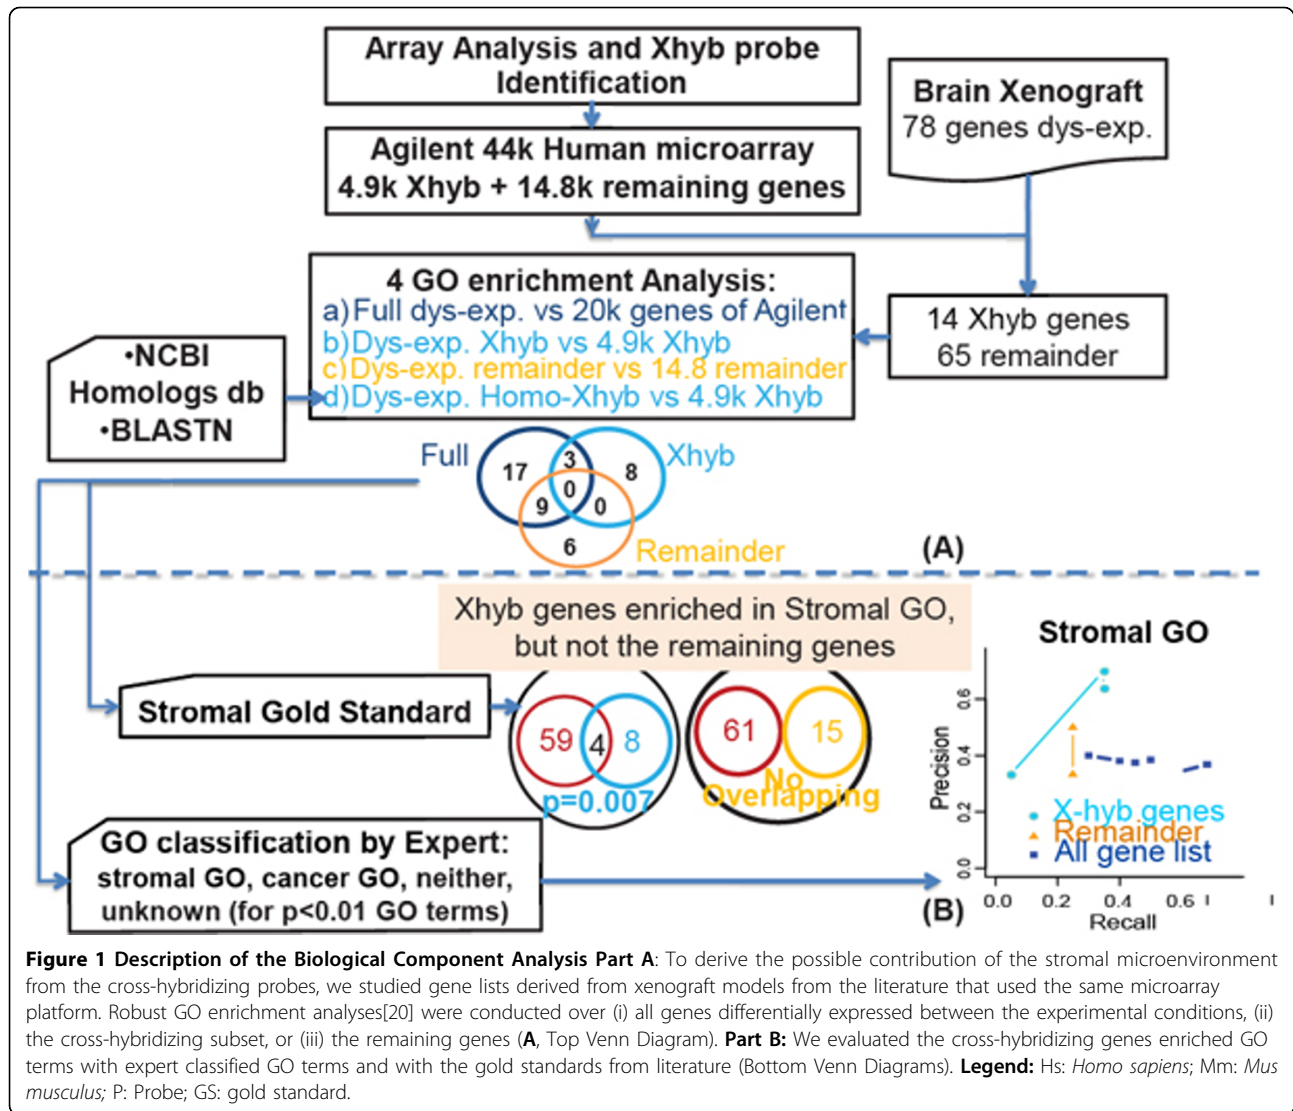 Array Analysis and Xhyb probe
Identification
Brain Xenograft
78 genes dys-exp.
Agilent 44k Human microarray
4.9k Xhyb + 14.8k remaining genes
4 GO enrichment Analysis:
a)Full dys-exp. vs 20k genes of Agilent
b)Dys-exp. Xhyb vs 4.9k Xhyb
c)Dys-exp. remainder vs 14.8 remainder
d)Dys-exp. Homo-Xhyb vs 4.9k Xhyb
14 Xhyb genes
65 remainder
•NCBI
Homologs db
•BLASTN
Full
Xhyb
17
3
8
0
9
0
6
Remainder
(A)
Xhyb genes enriched in Stromal GO,
but not the remaining genes
Stromal Gold Standard
59
4
8
p=0.007
61
15
No
Overlapping
GO classification by Expert:
stromal GO, cancer GO, neither,
unknown (for p<0.01 GO terms)
(B)
Stromal GO
Precision
0.6
0.4
0.2
0.0
X-hyb genes
Remainder
All gene list
0.0
0.2
0.4
0.6
Recall
Figure 1 Description of the Biological Component Analysis Part A: To derive the possible contribution of the stromal microenvironment
from the cross-hybridizing probes, we studied gene lists derived from xenograft models from the literature that used the same microarray
platform. Robust GO enrichment analyses[20] were conducted over (i) all genes differentially expressed between the experimental conditions, (ii)
the cross-hybridizing subset, or (iii) the remaining genes (A, Top Venn Diagram). Part B: We evaluated the cross-hybridizing genes enriched GO
terms with expert classified GO terms and with the gold standards from literature (Bottom Venn Diagrams). Legend: Hs: Homo sapiens; Mm: Mus
musculus; P: Probe; GS: gold standard.